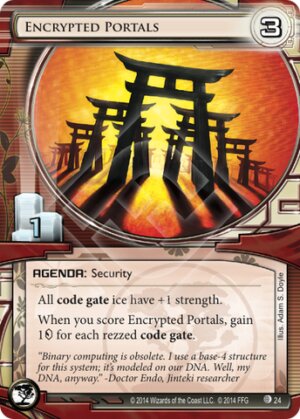 ENCRYPTED PORTALS
3
1
AGENDA: Security
All code gate ice have +1 strength.
When you score Encrypted Portals, gain
1 for each rezzed code gate.
"Binary computing is obsolete. I use a base-4 structure
for this system; it's modeled on our DNA. Well, my
DNA, anyway." -Doctor Endo, Jinteki researcher
Illus. Adam S. Doyle
© 2014 Wizards of the Coast LLC. © 2014 FFG
24